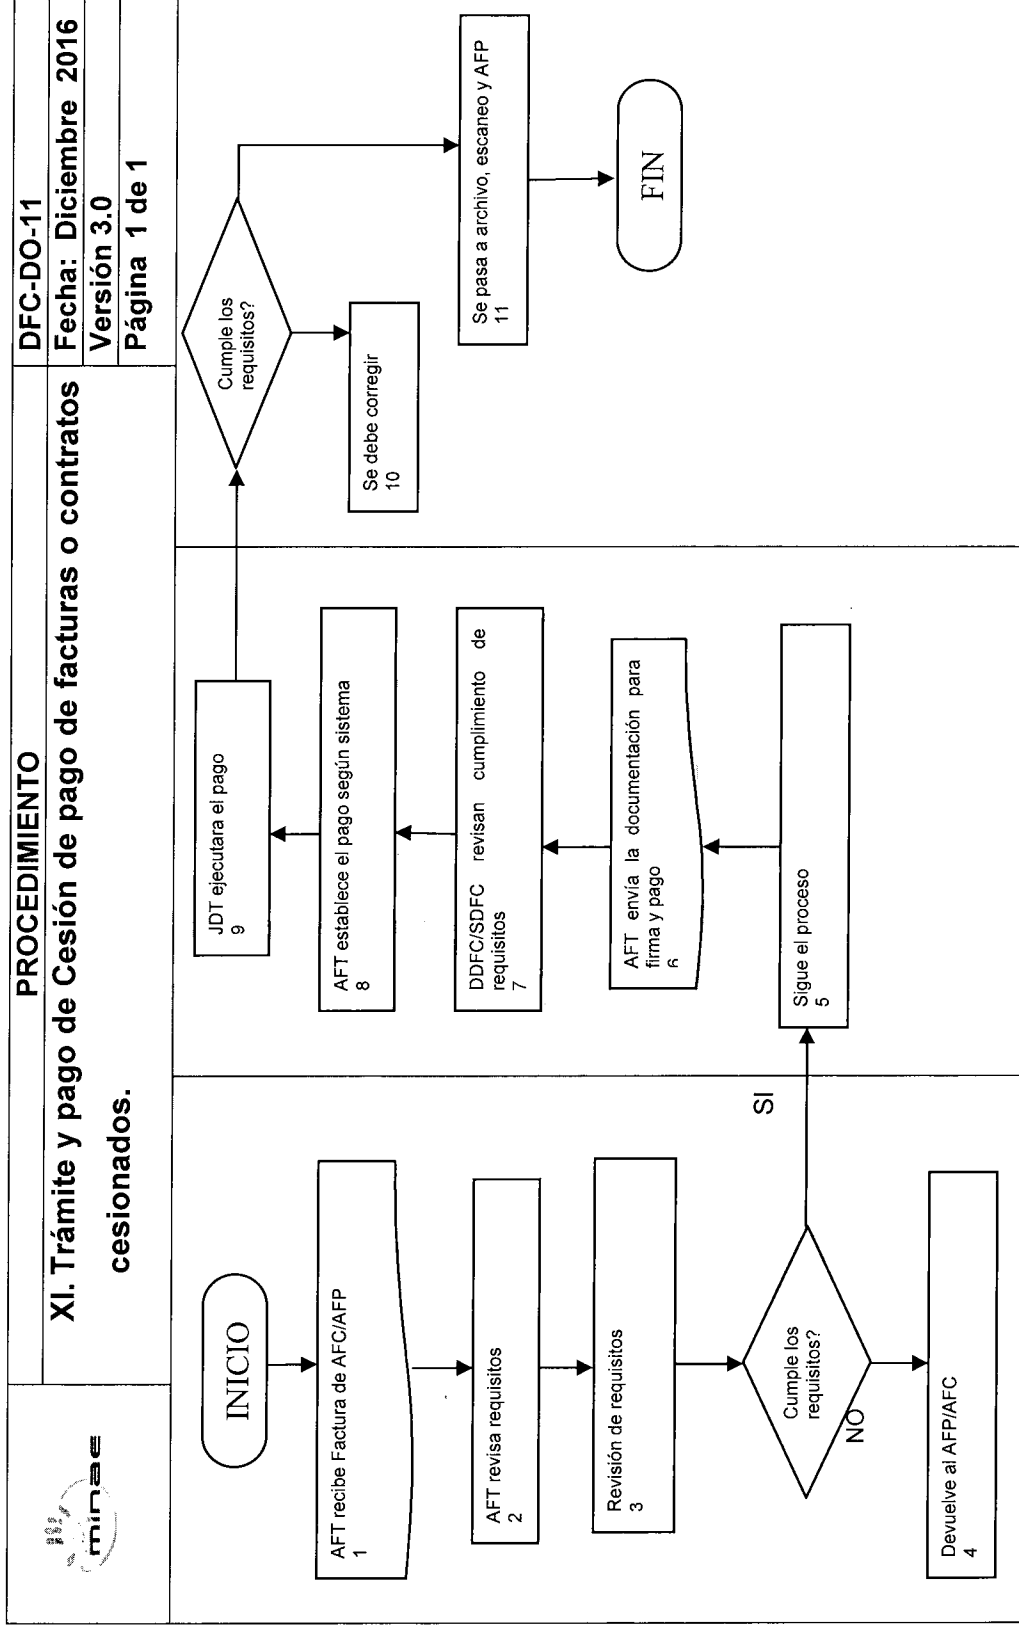 minae
PROCEDIMIENTO
XI. Trámite y pago de Cesión de pago de facturas o contratos
cesionados.
DFC-DO-11
Fecha: Diciembre 2016
Versión 3.0
Página 1 de 1
INICIO
AFT recibe Factura de AFC/AFP
1
AFT revisa requisitos
2
Revisión de requisitos
3
Cumple los
requisitos?
SI
NO
Devuelve al AFP/AFC
4
Sigue el proceso
5
AFT envía la documentación para
firma y pago
6
DDFC/SDFC revisan cumplimiento de
requisitos
7
AFT establece el pago según sistema
8
JDT ejecutara el pago
9
Cumple los
requisitos?
Se debe corregir
10
Se pasa a archivo, escaneo y AFP
11
FIN